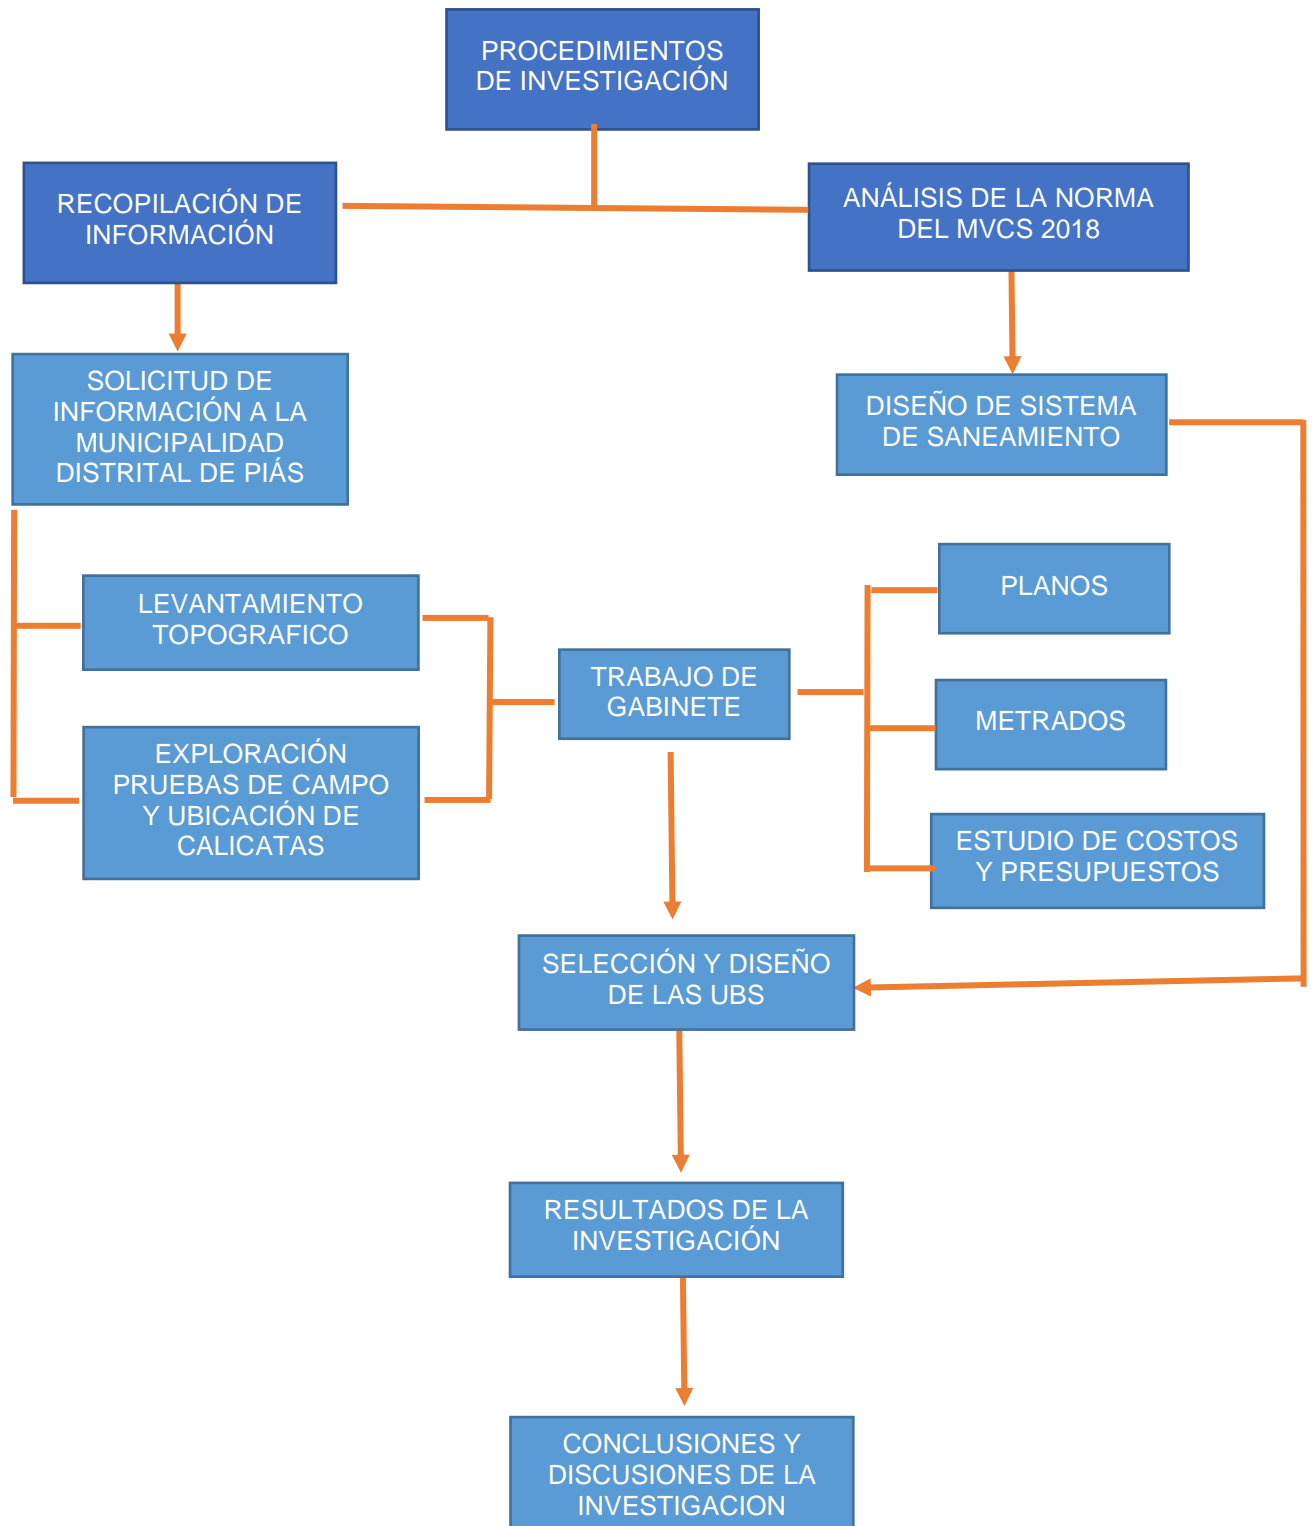 PROCEDIMIENTOS
DE INVESTIGACIÓN
RECOPILACIÓN DE
INFORMACIÓN
ANÁLISIS DE LA NORMA
DEL MVCS 2018
SOLICITUD DE
INFORMACIÓN A LA
MUNICIPALIDAD
DISTRITAL DE PIÁS
DISEÑO DE SISTEMA
DE SANEAMIENTO
LEVANTAMIENTO
TOPOGRAFICO
EXPLORACIÓN
PRUEBAS DE CAMPO
Y UBICACIÓN DE
CALICATAS
TRABAJO DE
GABINETE
PLANOS
METRADOS
ESTUDIO DE COSTOS
Y PRESUPUESTOS
SELECCIÓN Y DISEÑO
DE LAS UBS
RESULTADOS DE LA
INVESTIGACIÓN
CONCLUSIONES Y
DISCUSIONES DE LA
INVESTIGACION